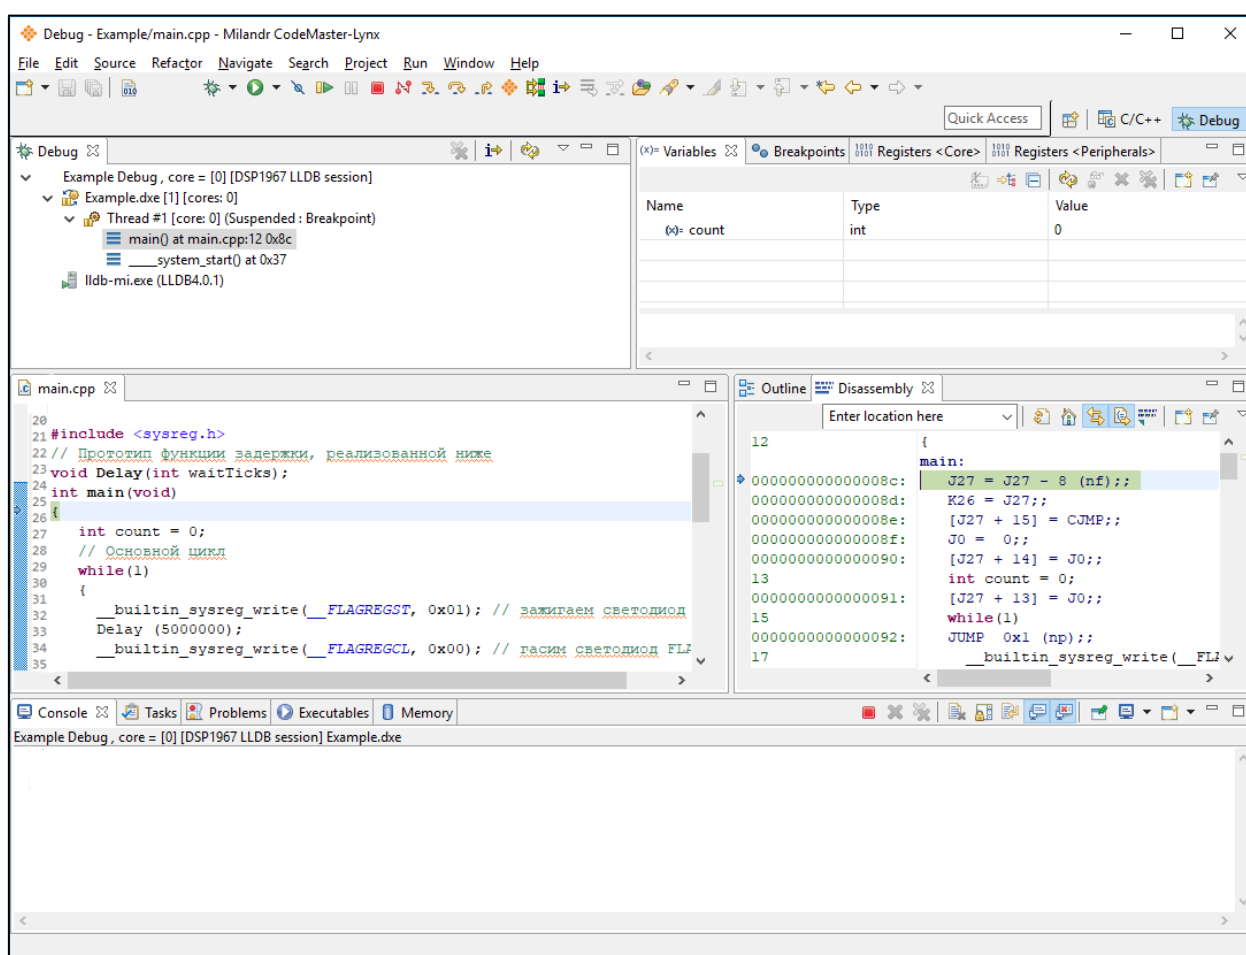 Debug - Example/main.cpp - Milandr CodeMaster-Lynx
File Edit Source Refactor Navigate Search Project Run Window Help
Quick Access C/C++ Debug
Debug
Example Debug , core = [0] [DSP1967 LLDB session]
Example.dxe [1] [cores: 0]
Thread #1 [core: 0] (Suspended : Breakpoint)
main() at main.cpp:12 0x8c
____system_start() at 0x37
lldb-mi.exe (LLDB4.0.1)
(x)= Variables Breakpoints Registers <Core> Registers <Peripherals>
Name Type Value
(x)= count int 0
main.cpp
20
21 #include <sysreg.h>
22 // Прототип функции задержки, реализованной ниже
23 void Delay(int waitTicks);
24 int main(void)
25
26 {
27 int count = 0;
28 // Основной цикл
29 while(1)
30 {
31
32 __builtin_sysreg_write(__FLAGREGST, 0x01); // зажигаем светодиод
33 Delay (5000000);
34 __builtin_sysreg_write(__FLAGREGCL, 0x00); // гасим светодиод FLA
35
Outline Disassembly
Enter location here
12 {
main:
000000000000008c: J27 = J27 - 8 (nf);;
000000000000008d: K26 = J27;;
000000000000008e: [J27 + 15] = CJMP;;
000000000000008f: J0 = 0;;
0000000000000090: [J27 + 14] = J0;;
13 int count = 0;
0000000000000091: [J27 + 13] = J0;;
15 while(1)
0000000000000092: JUMP 0x1 (np);;
17 __builtin_sysreg_write(__FLA
Console Tasks Problems Executables Memory
Example Debug , core = [0] [DSP1967 LLDB session] Example.dxe